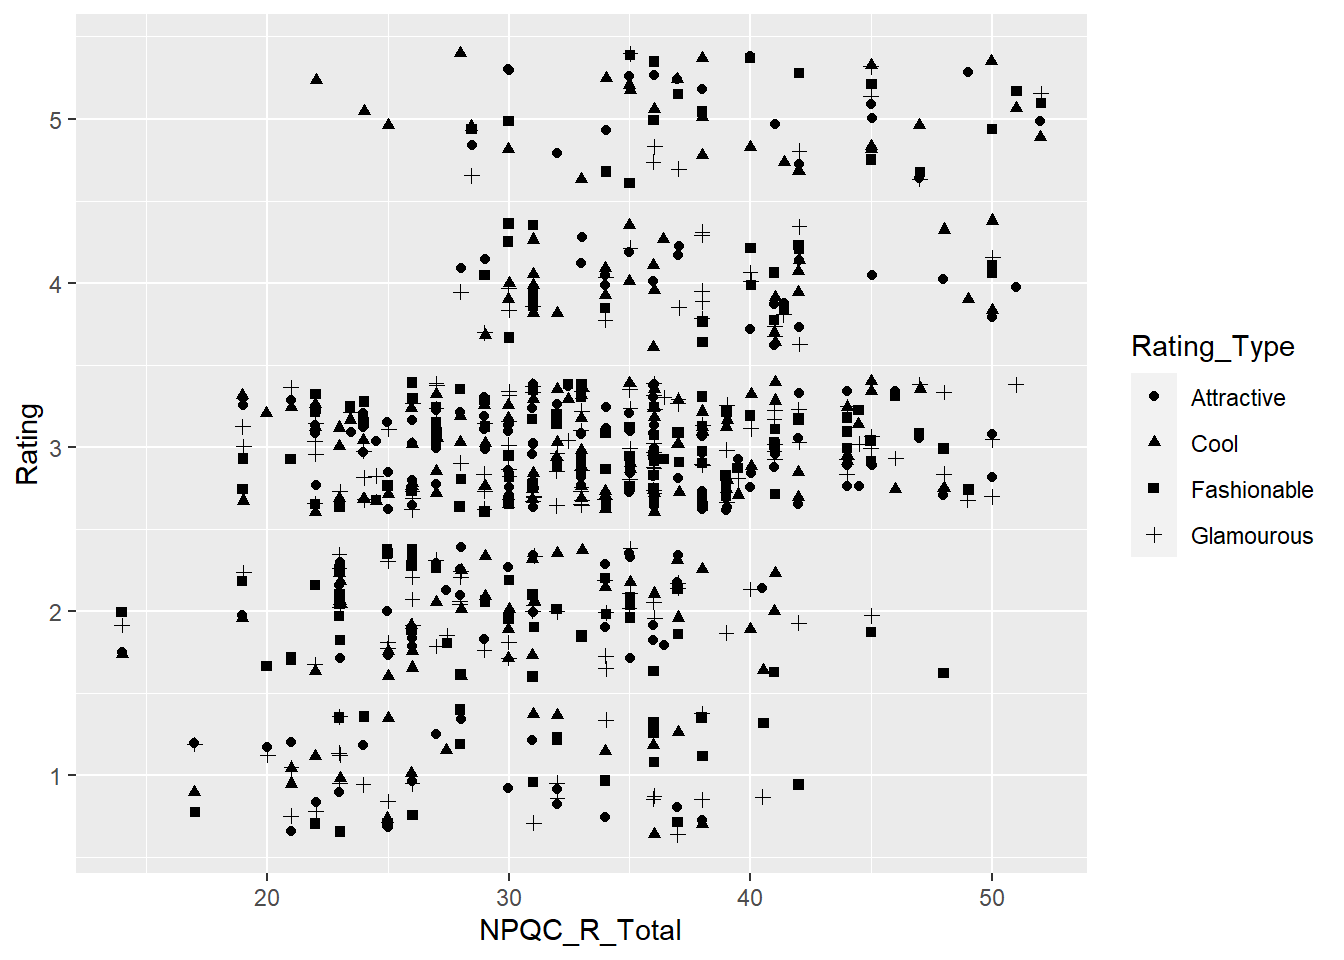 5
4
3
2
1
Rating
20 30 40 50
NPQC_R_Total
Rating_Type
Attractive
Cool
Fashionable
Glamourous